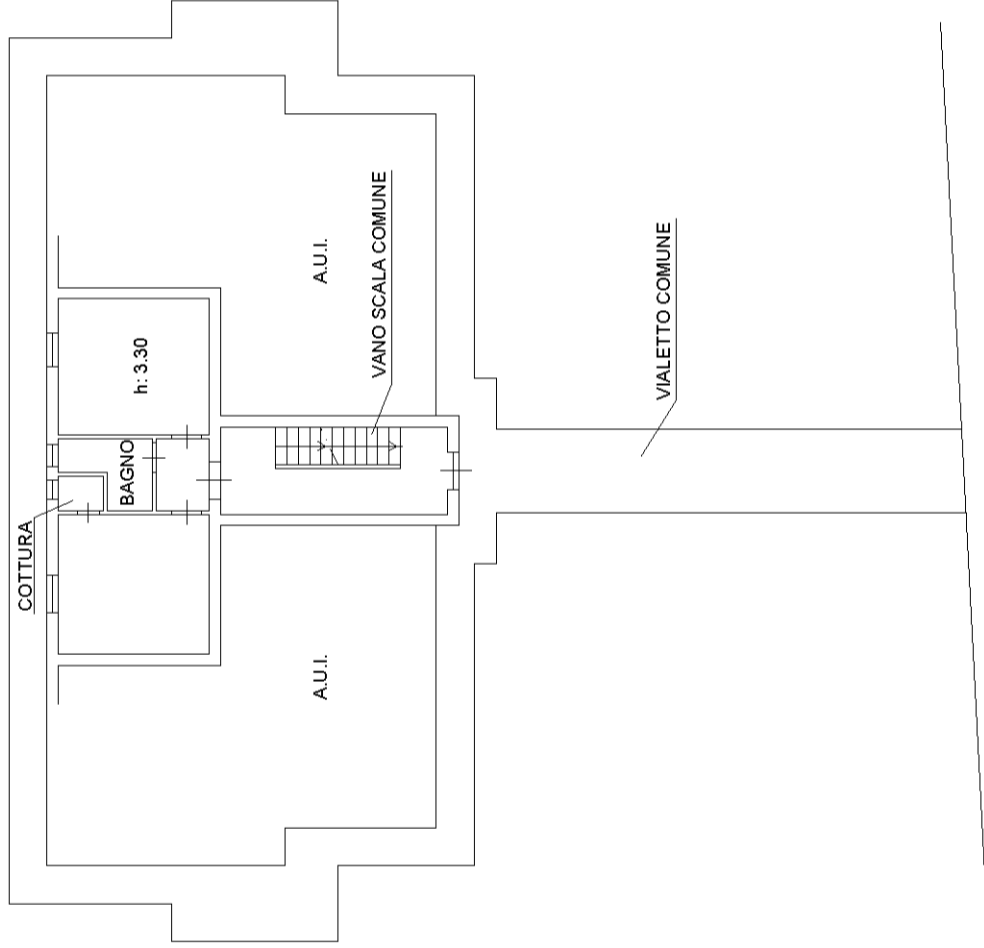 COTTURA
BAGNO
h: 3.30
A.U.I.
A.U.I.
VANO SCALA COMUNE
VIALETTO COMUNE